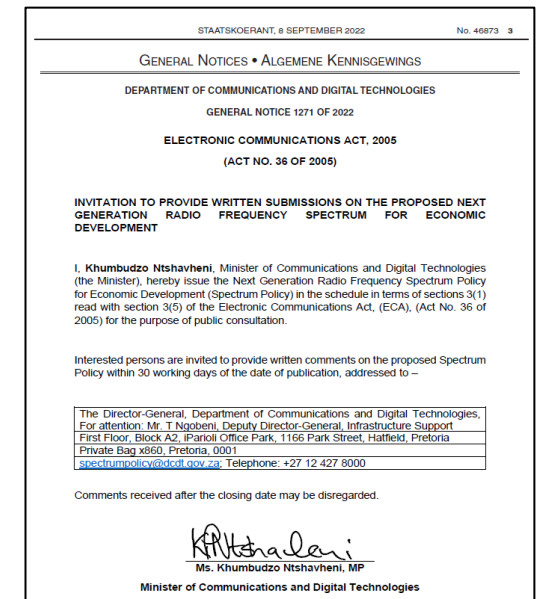 STAATSKOERANT, 8 SEPTEMBER 2022 No. 46873 3
GENERAL NOTICES • ALGEMENE KENNISGEWINGS
DEPARTMENT OF COMMUNICATIONS AND DIGITAL TECHNOLOGIES
GENERAL NOTICE 1271 OF 2022
ELECTRONIC COMMUNICATIONS ACT, 2005
(ACT NO. 36 OF 2005)
INVITATION TO PROVIDE WRITTEN SUBMISSIONS ON THE PROPOSED NEXT
GENERATION RADIO FREQUENCY SPECTRUM FOR ECONOMIC
DEVELOPMENT
I, Khumbudzo Ntshavheni, Minister of Communications and Digital Technologies
(the Minister), hereby issue the Next Generation Radio Frequency Spectrum Policy
for Economic Development (Spectrum Policy) in the schedule in terms of sections 3(1)
read with section 3(5) of the Electronic Communications Act, (ECA), (Act No. 36 of
2005) for the purpose of public consultation.
Interested persons are invited to provide written comments on the proposed Spectrum
Policy within 30 working days of the date of publication, addressed to –
The Director-General, Department of Communications and Digital Technologies,
For attention: Mr. T Ngobeni, Deputy Director-General, Infrastructure Support
First Floor, Block A2, iParioli Office Park, 1166 Park Street, Hatfield, Pretoria
Private Bag x860, Pretoria, 0001
spectrumpolicy@dcdt.gov.za; Telephone: +27 12 427 8000
Comments received after the closing date may be disregarded.
Ms. Khumbudzo Ntshavheni, MP
Minister of Communications and Digital Technologies